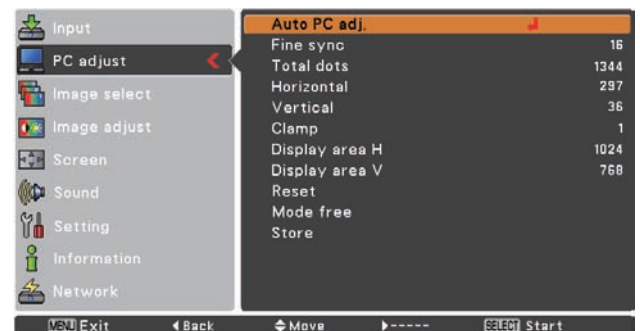 Input
PC adjust
Image select
Image adjust
Screen
Sound
Setting
Information
Network
Auto PC adj.
Fine sync 16
Total dots 1344
Horizontal 297
Vertical 36
Clamp 1
Display area H 1024
Display area V 768
Reset
Mode free
Store
MENU Exit ◀Back Move ▶----- SELECT Start